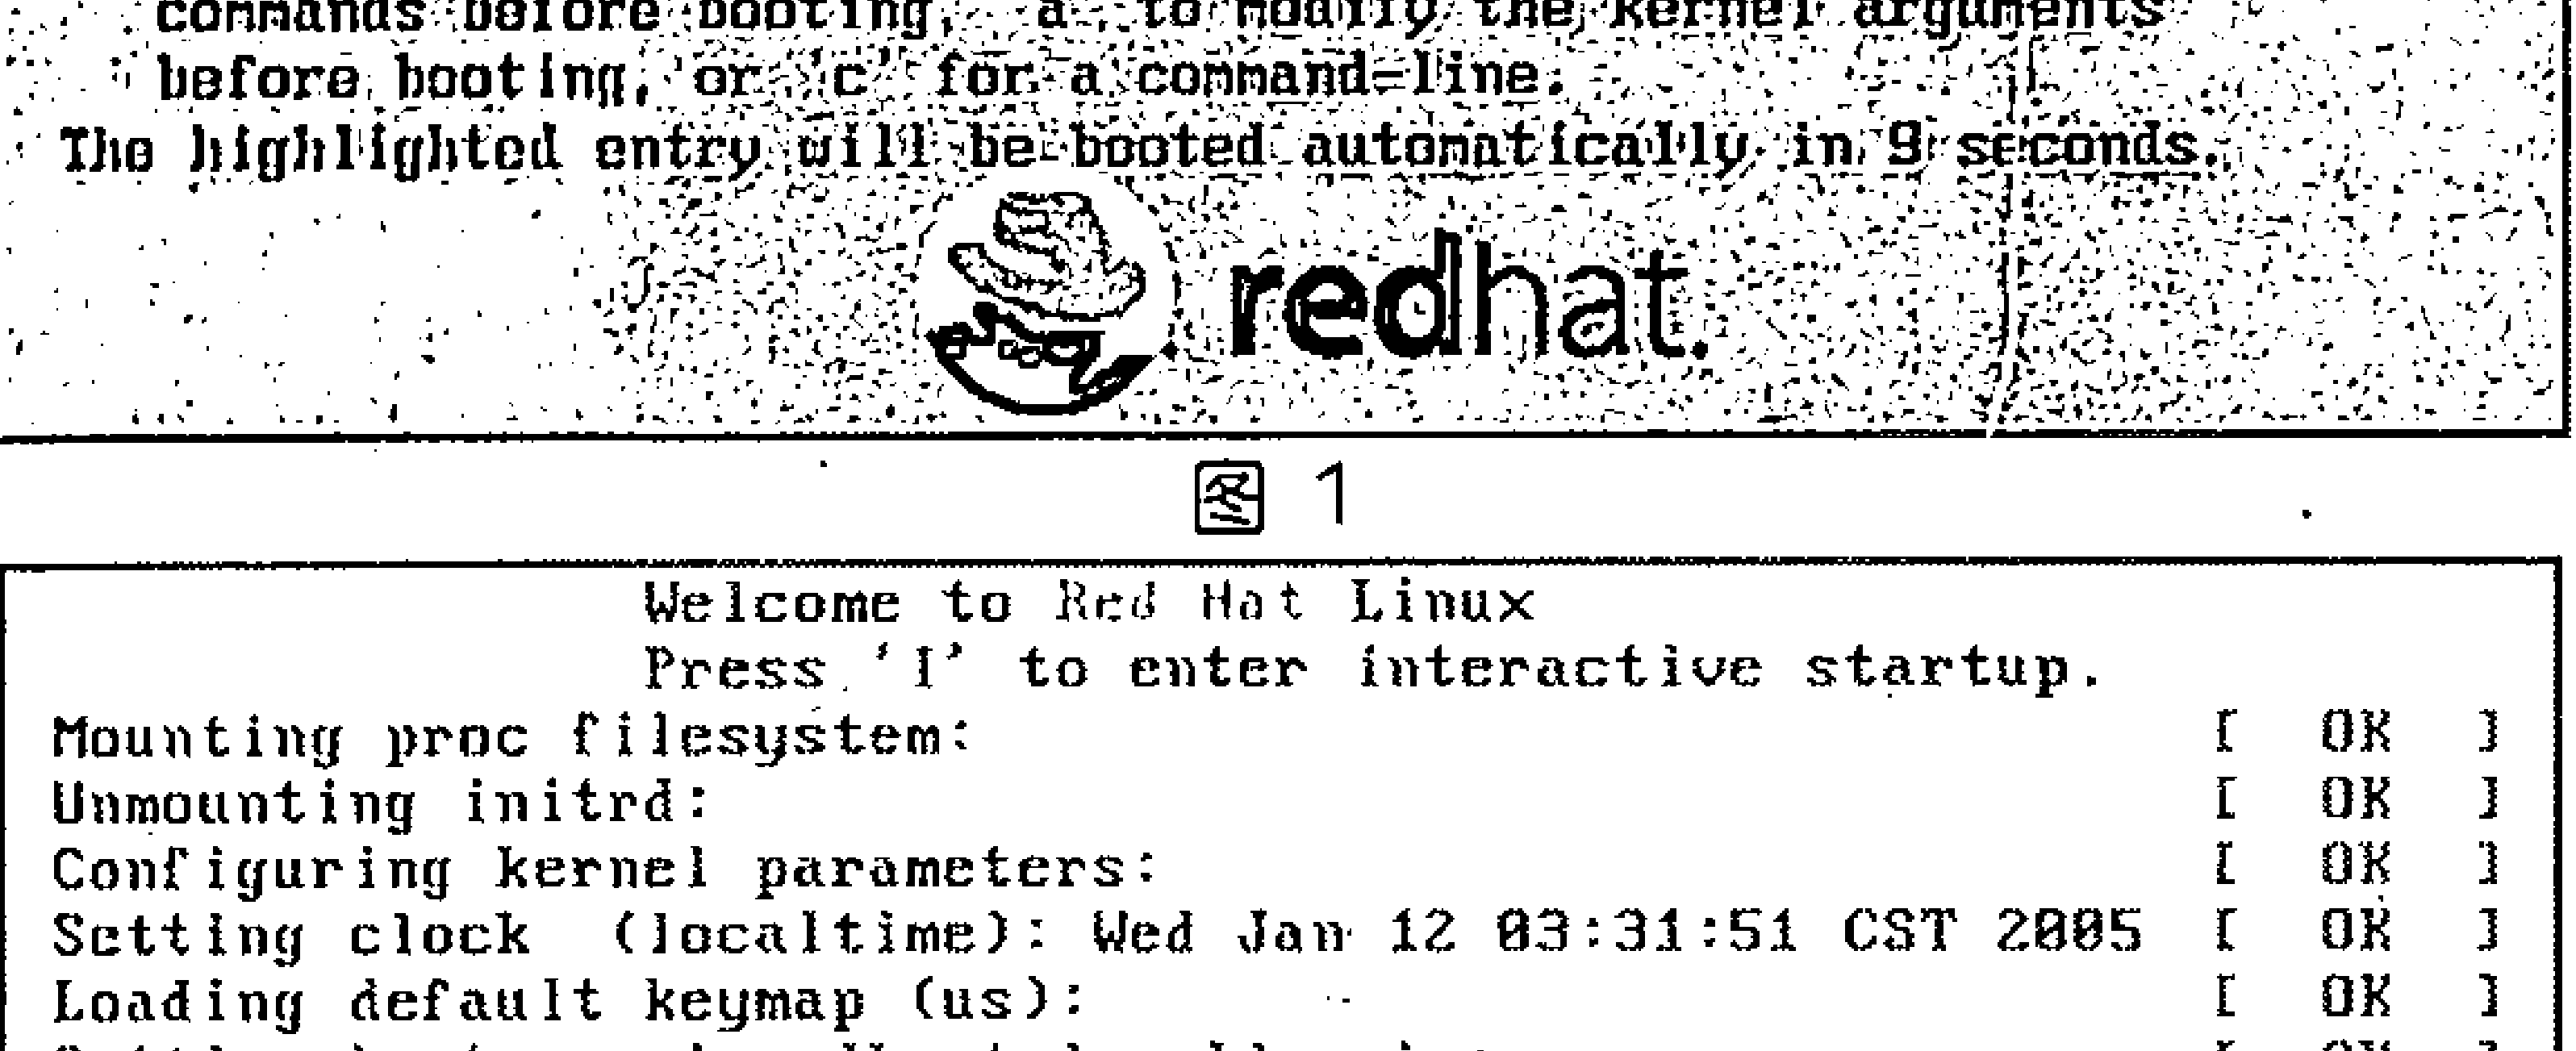 commands before booting, 'a' to modify the kernel arguments
before booting, or 'c' for a command-line.
The highlighted entry will be booted automatically in 9 seconds.
redhat.
图 1
Welcome to Red Hat Linux
Press 'I' to enter interactive startup.
Mounting proc filesystem: [ OK ]
Unmounting initrd: [ OK ]
Configuring kernel parameters: [ OK ]
Setting clock (localtime): Wed Jan 12 03:31:51 CST 2005 [ OK ]
Loading default keymap (us): [ OK ]